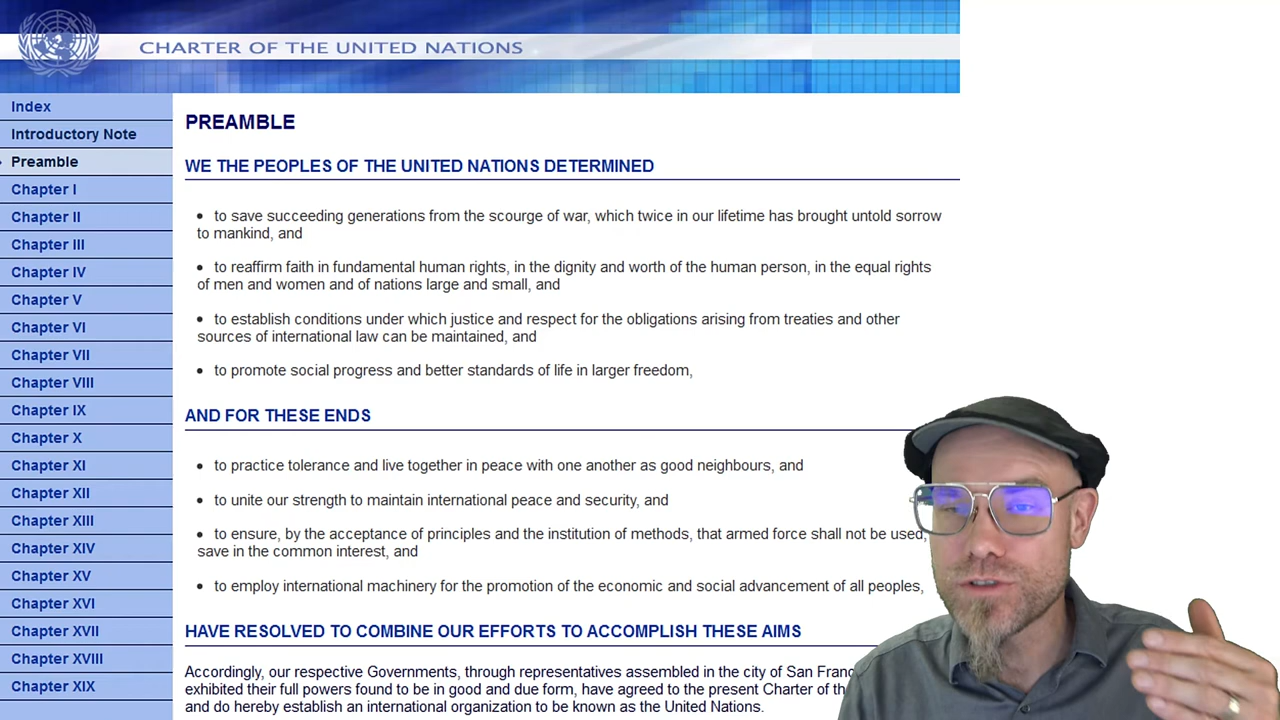 CHARTER OF THE UNITED NATIONS
Index
Introductory Note
Preamble
Chapter I
Chapter II
Chapter III
Chapter IV
Chapter V
Chapter VI
Chapter VII
Chapter VIII
Chapter IX
Chapter X
Chapter XI
Chapter XII
Chapter XIII
Chapter XIV
Chapter XV
Chapter XVI
Chapter XVII
Chapter XVIII
Chapter XIX
PREAMBLE
WE THE PEOPLES OF THE UNITED NATIONS DETERMINED
• to save succeeding generations from the scourge of war, which twice in our lifetime has brought untold sorrow
to mankind, and
• to reaffirm faith in fundamental human rights, in the dignity and worth of the human person, in the equal rights
of men and women and of nations large and small, and
• to establish conditions under which justice and respect for the obligations arising from treaties and other
sources of international law can be maintained, and
• to promote social progress and better standards of life in larger freedom,
AND FOR THESE ENDS
• to practice tolerance and live together in peace with one another as good neighbours, and
• to unite our strength to maintain international peace and security, and
• to ensure, by the acceptance of principles and the institution of methods, that armed force shall not be used,
save in the common interest, and
• to employ international machinery for the promotion of the economic and social advancement of all peoples,
HAVE RESOLVED TO COMBINE OUR EFFORTS TO ACCOMPLISH THESE AIMS
Accordingly, our respective Governments, through representatives assembled in the city of San
exhibited their full powers found to be in good and due form, have agreed to the present Charter of
and do hereby establish an international organization to be known as the United Nations.